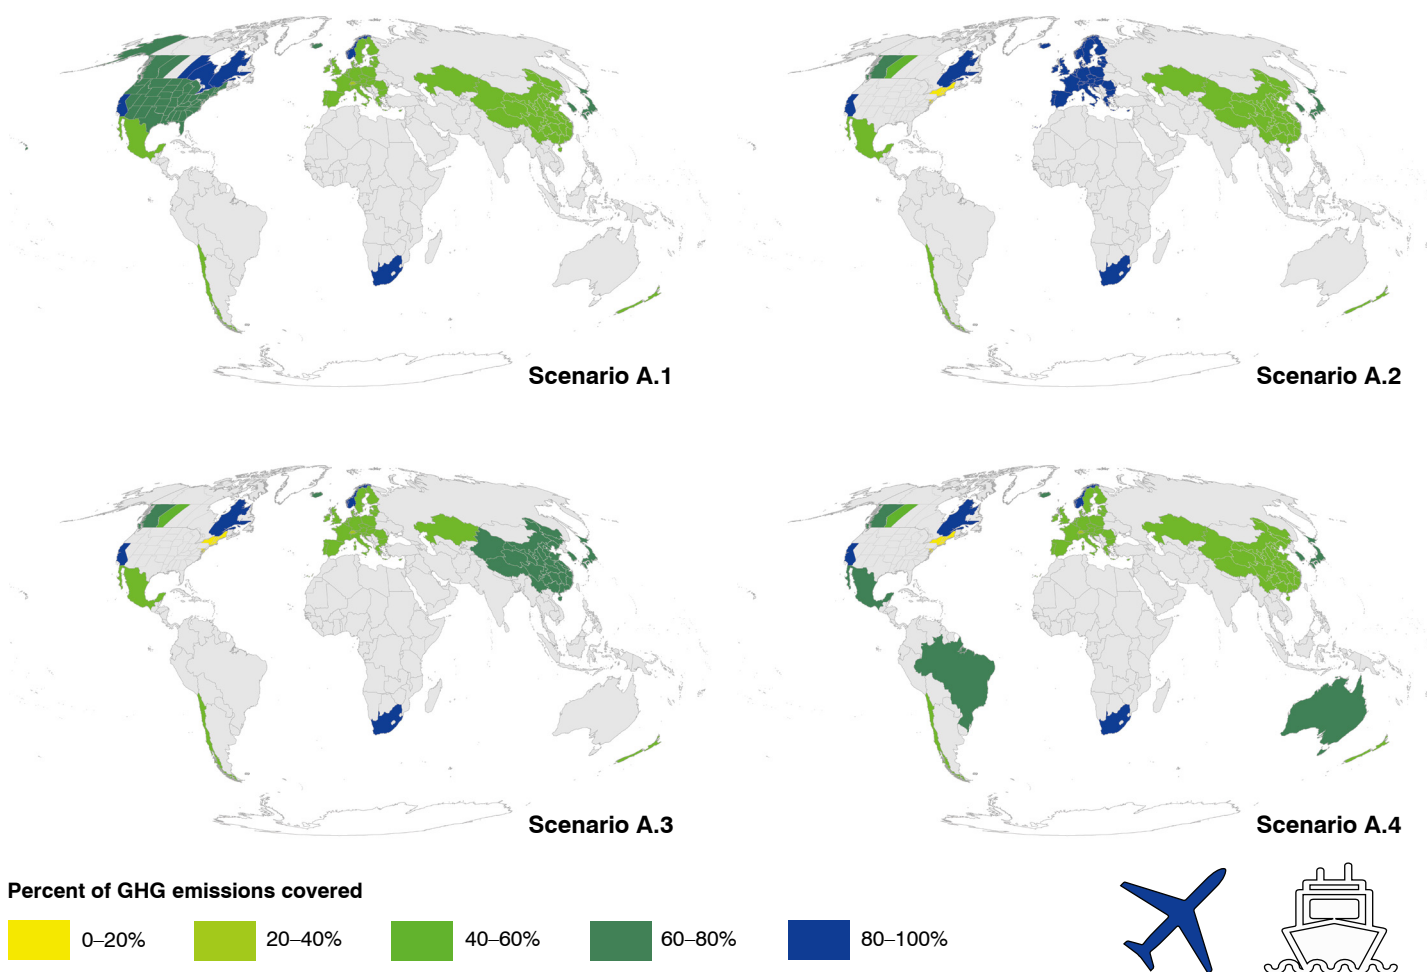 Scenario A.1
Scenario A.2
Scenario A.3
Scenario A.4
Percent of GHG emissions covered
0–20%
20–40%
40–60%
60–80%
80–100%